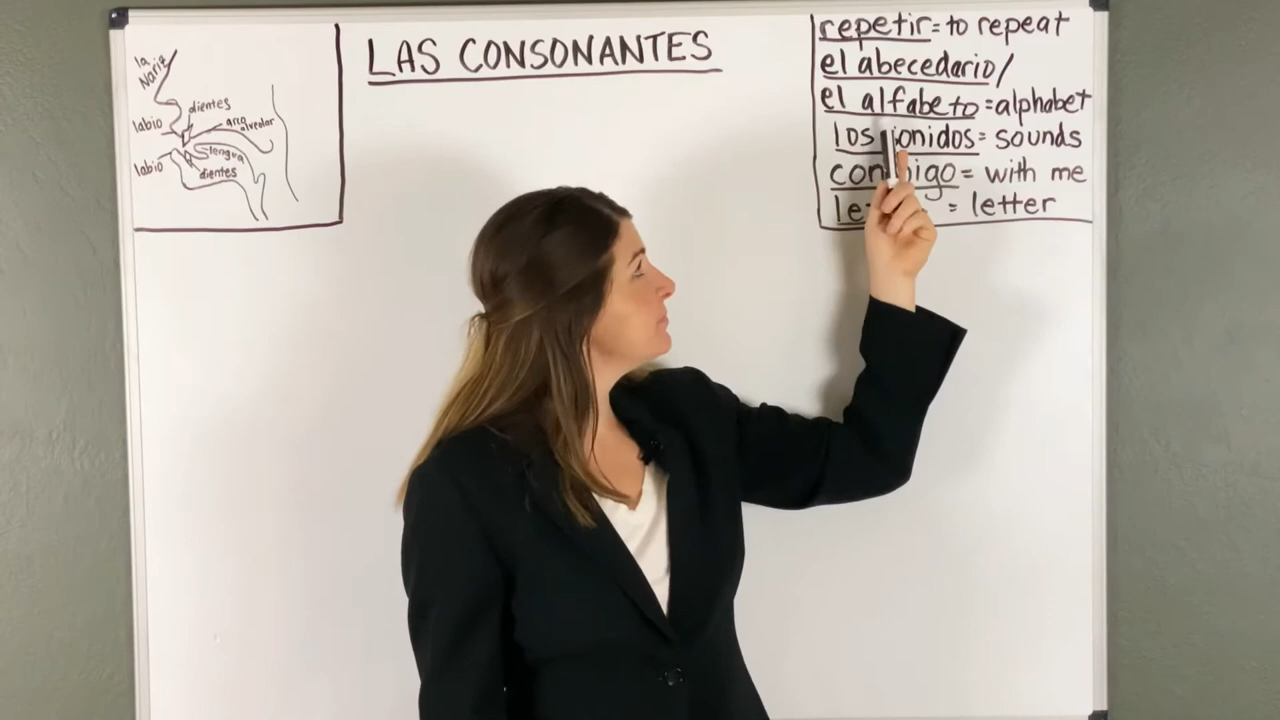 la
Nariz
dientes
labio
arco
alveolar
lengua
labio
dientes
LAS CONSONANTES
repetir = to repeat
el abecedario/
el alfabeto = alphabet
los sonidos = sounds
conmigo = with me
= letter